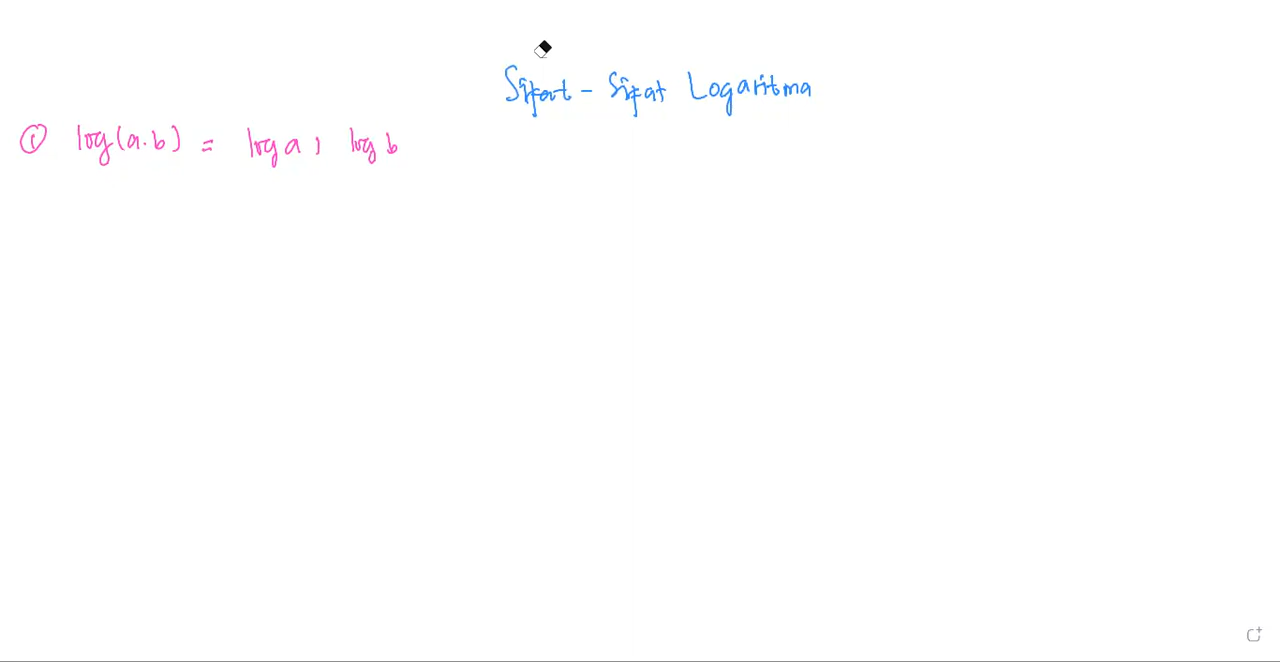 Sifat - Sifat Logaritma
① log(a.b) = log a , log b